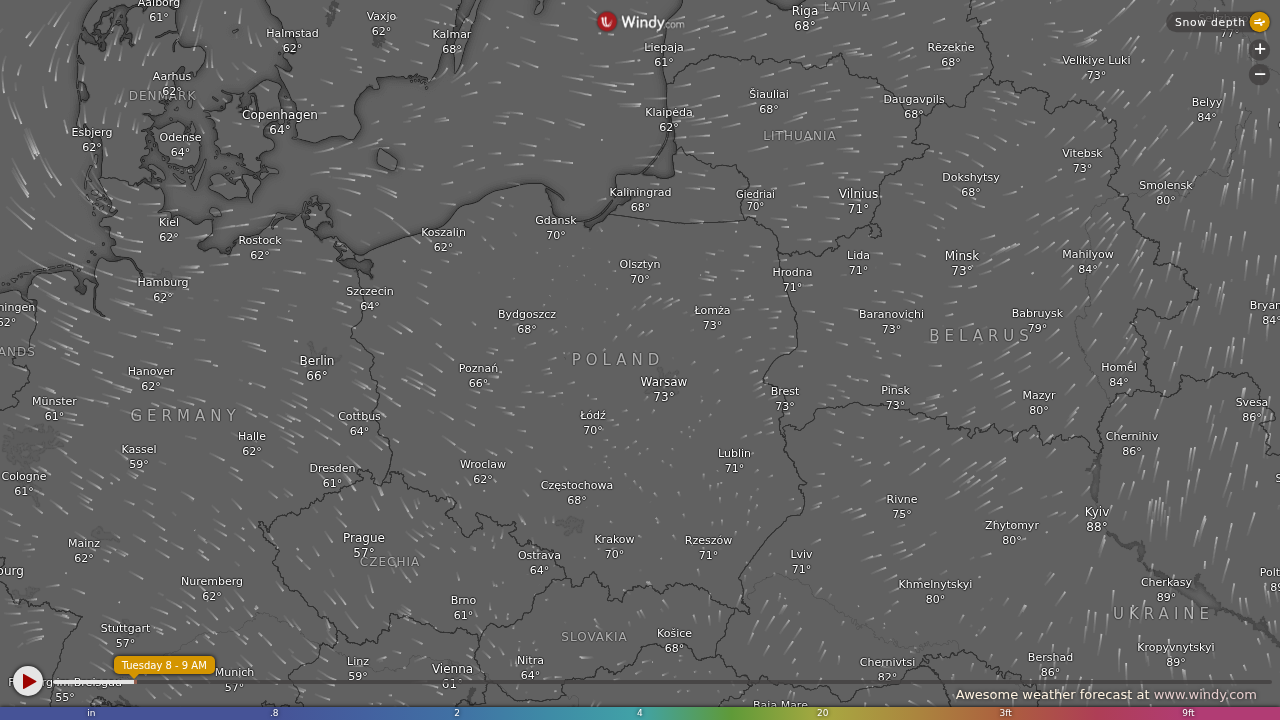 Aalborg
61°
Vaxjo
62°
Halmstad
62°
Kalmar
68°
Windy.com
Liepaja
61°
Riga
68°
LATVIA
Rēzekne
68°
Velikiye Luki
73°
77°
Snow depth
+
−
Aarhus
62°
DENMARK
Copenhagen
64°
Esbjerg
62°
Odense
64°
Klaipėda
62°
Šiauliai
68°
LITHUANIA
Daugavpils
68°
Belyy
84°
Vitebsk
73°
Kaliningrad
68°
Giedriai
70°
Vilnius
71°
Dokshytsy
68°
Smolensk
80°
Kiel
62°
Rostock
62°
Koszalin
62°
Gdansk
70°
Olsztyn
70°
Hrodna
71°
Lida
71°
Minsk
73°
Mahilyow
84°
Hamburg
62°
Szczecin
64°
Bydgoszcz
68°
Łomża
73°
Baranovichi
73°
Babruysk
79°
BELARUS
Berlin
66°
Hanover
62°
Poznań
66°
POLAND
Warsaw
73°
Brest
73°
Pinsk
73°
Homel
84°
Mazyr
80°
Münster
61°
GERMANY
Cottbus
64°
Łódź
70°
Svesa
86°
Chernihiv
86°
Kassel
59°
Halle
62°
Dresden
61°
Wroclaw
62°
Lublin
71°
Cologne
61°
Częstochowa
68°
Rivne
75°
Kyiv
88°
Zhytomyr
80°
Mainz
62°
Prague
57°
CZECHIA
Ostrava
64°
Krakow
70°
Rzeszów
71°
Lviv
71°
Nuremberg
62°
Khmelnytskyi
80°
Cherkasy
89°
UKRAINE
Brno
61°
Stuttgart
57°
SLOVAKIA
Košice
68°
Kropyvnytskyi
89°
Tuesday 8 - 9 AM
Munich
57°
Linz
59°
Vienna
61°
Nitra
64°
Chernivtsi
82°
Bershad
86°
55°
Baia Mare
Awesome weather forecast at www.windy.com
in .8 2 4 20 3ft 9ft